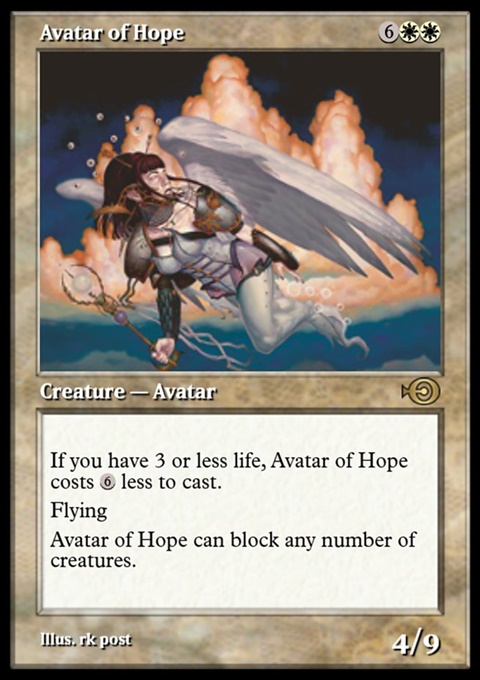 Avatar of Hope 6
Creature — Avatar
If you have 3 or less life, Avatar of Hope
costs 6 less to cast.
Flying
Avatar of Hope can block any number of
creatures.
Illus. rk post 4/9